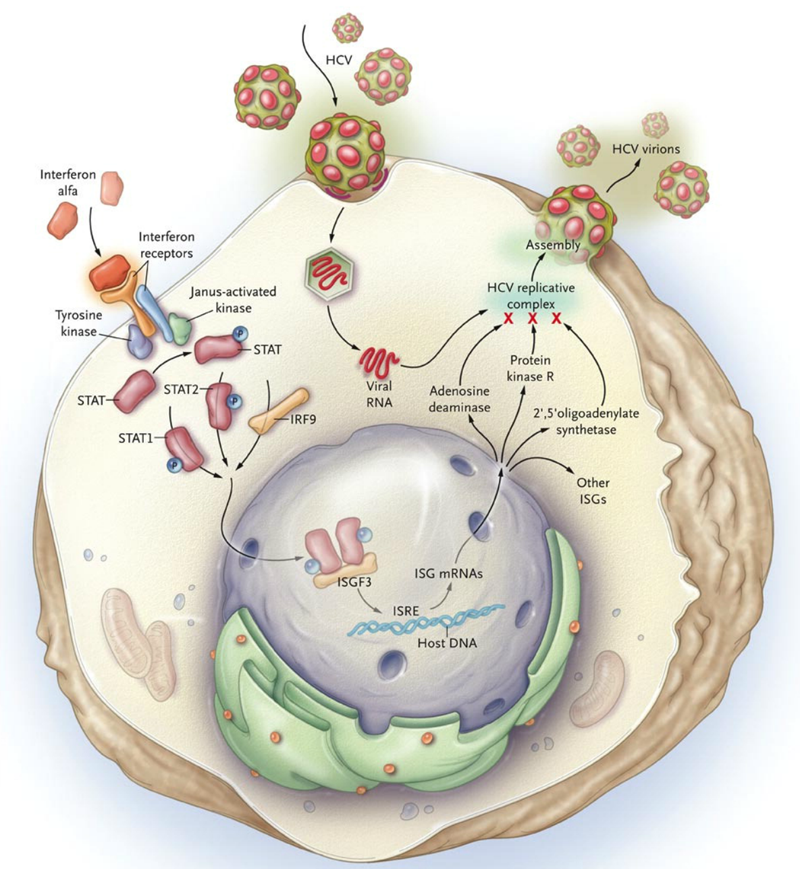 HCV
HCV virions
Interferon
alfa
Interferon
receptors
Assembly
Janus-activated
kinase
HCV replicative
complex
Tyrosine
kinase
X X X
P
STAT
Protein
kinase R
Viral
RNA
STAT
STAT2
P
Adenosine
deaminase
IRF9
2',5'oligoadenylate
synthetase
STAT1
P
Other
ISGs
P
P
ISGF3
ISG mRNAs
ISRE
Host DNA